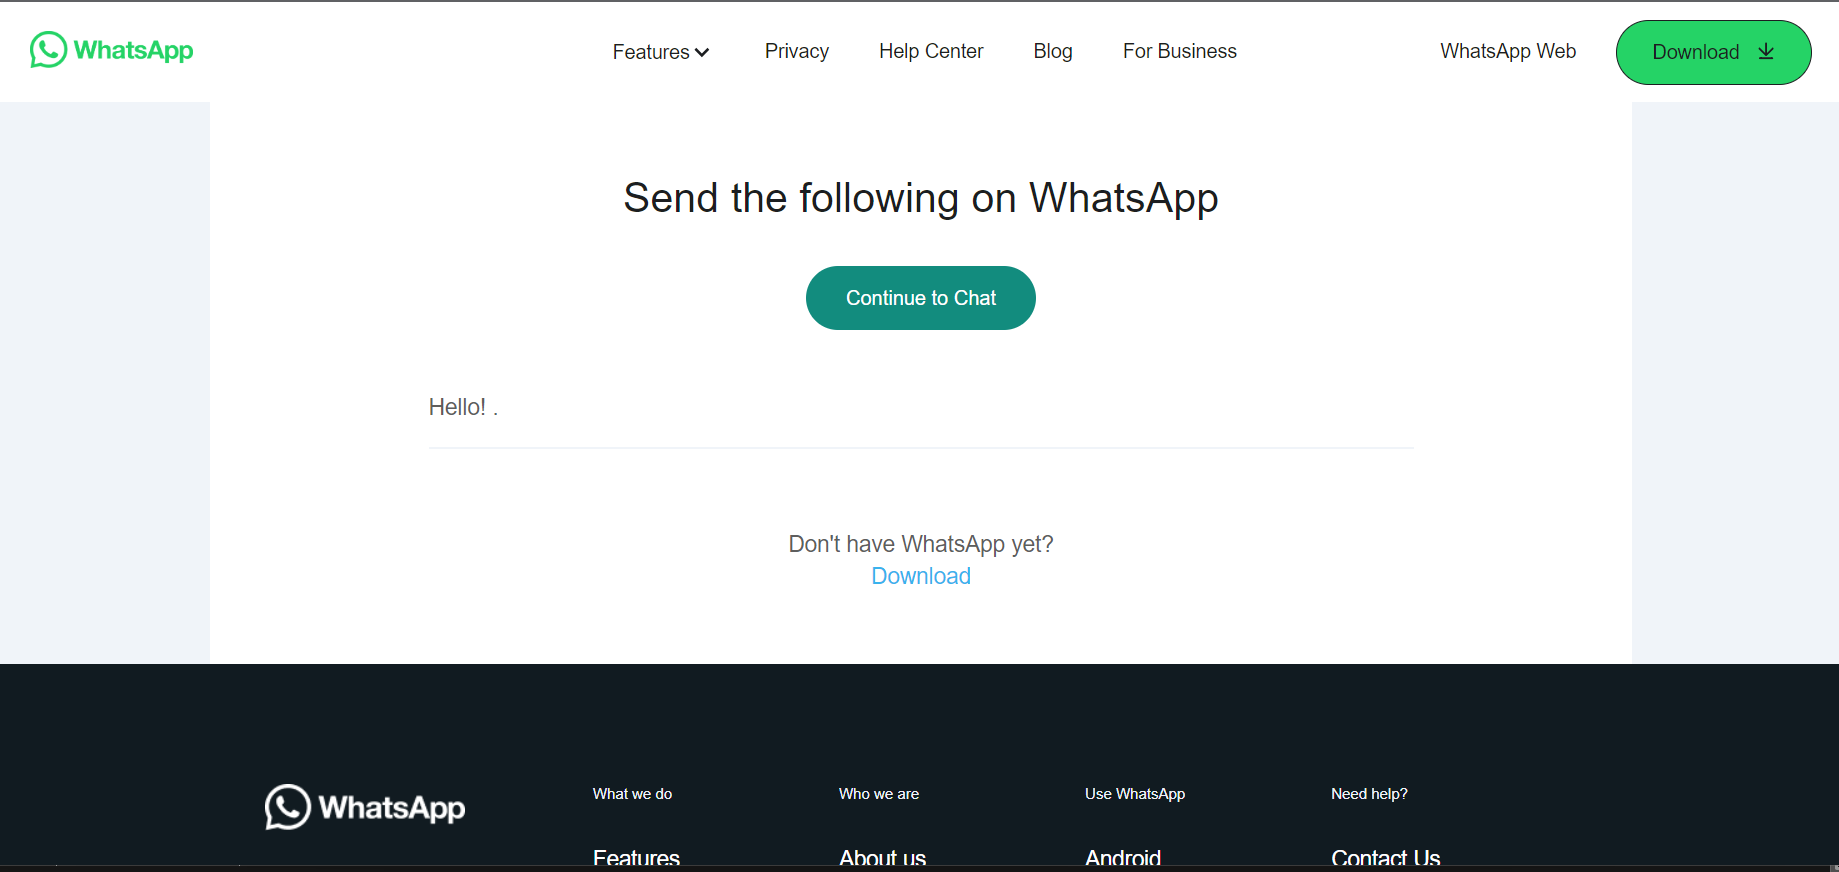 WhatsApp
Features Privacy Help Center Blog For Business WhatsApp Web Download
Send the following on WhatsApp
Continue to Chat
Hello! .
Don't have WhatsApp yet?
Download
WhatsApp
What we do Who we are Use WhatsApp Need help?
Features About us Android Contact Us